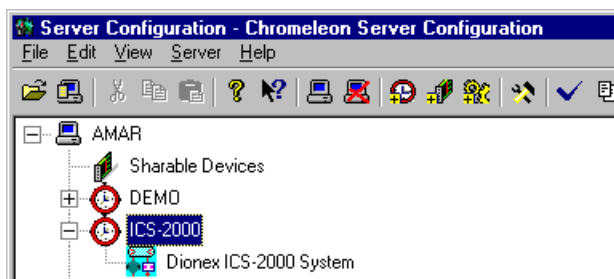 Server Configuration - Chromeleon Server Configuration
File Edit View Server Help
AMAR
Sharable Devices
DEMO
ICS-2000
Dionex ICS-2000 System